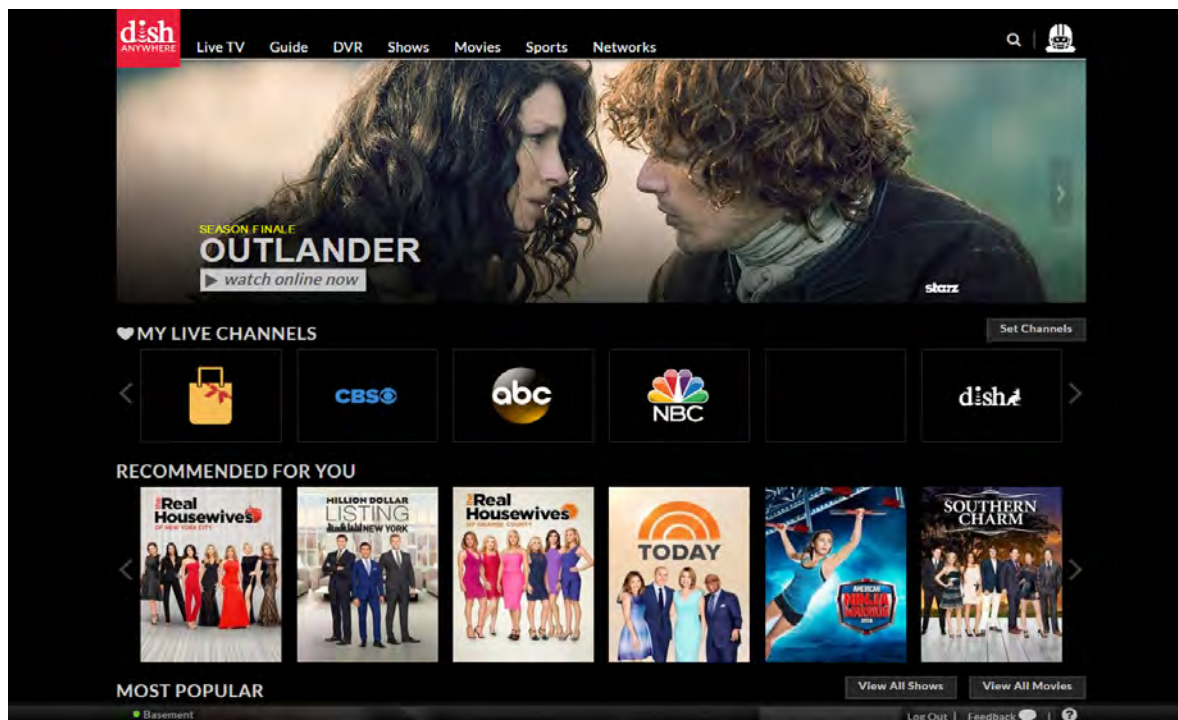 dish
ANYWHERE
Live TV Guide DVR Shows Movies Sports Networks
SEASON FINALE
OUTLANDER
watch online now
starz
MY LIVE CHANNELS
Set Channels
CBS
abc
NBC
dish
RECOMMENDED FOR YOU
the Real
Housewives
OF NEW YORK CITY
MILLION DOLLAR
LISTING
NEW YORK
the Real
Housewives
OF ORANGE COUNTY
TODAY
AMERICAN
NINJA
WARRIOR
SOUTHERN
CHARM
MOST POPULAR
View All Shows
View All Movies
Basement
Log Out | Feedback | ?